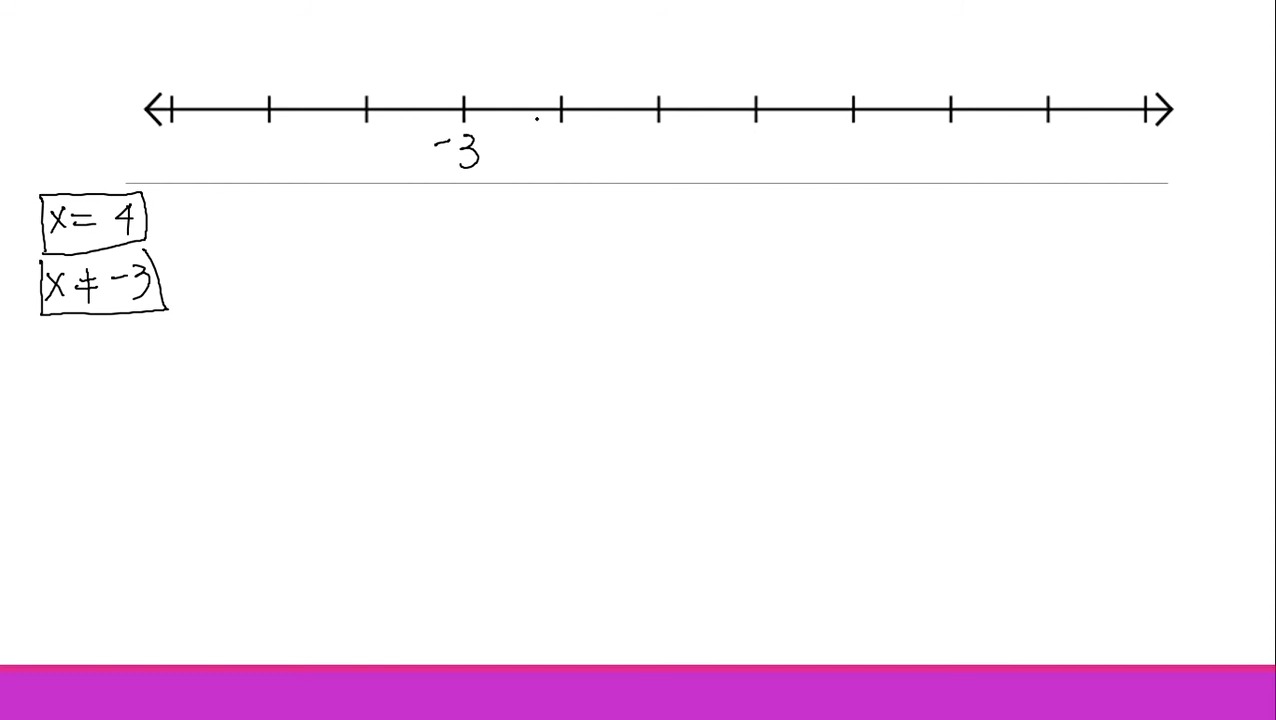 -3
x = 4
x ≠ -3